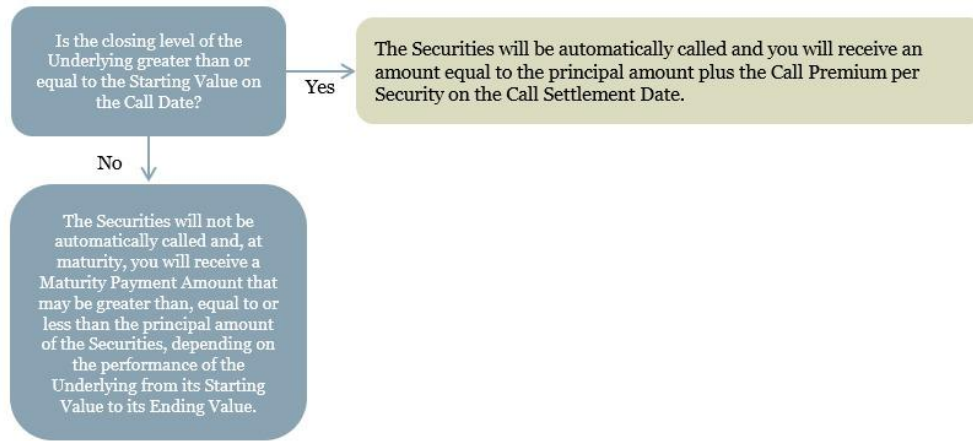 Is the closing level of the
Underlying greater than or
equal to the Starting Value on
the Call Date?
Yes
The Securities will be automatically called and you will receive an
amount equal to the principal amount plus the Call Premium per
Security on the Call Settlement Date.
No
The Securities will not be
automatically called and, at
maturity, you will receive a
Maturity Payment Amount that
may be greater than, equal to or
less than the principal amount
of the Securities, depending on
the performance of the
Underlying from its Starting
Value to its Ending Value.